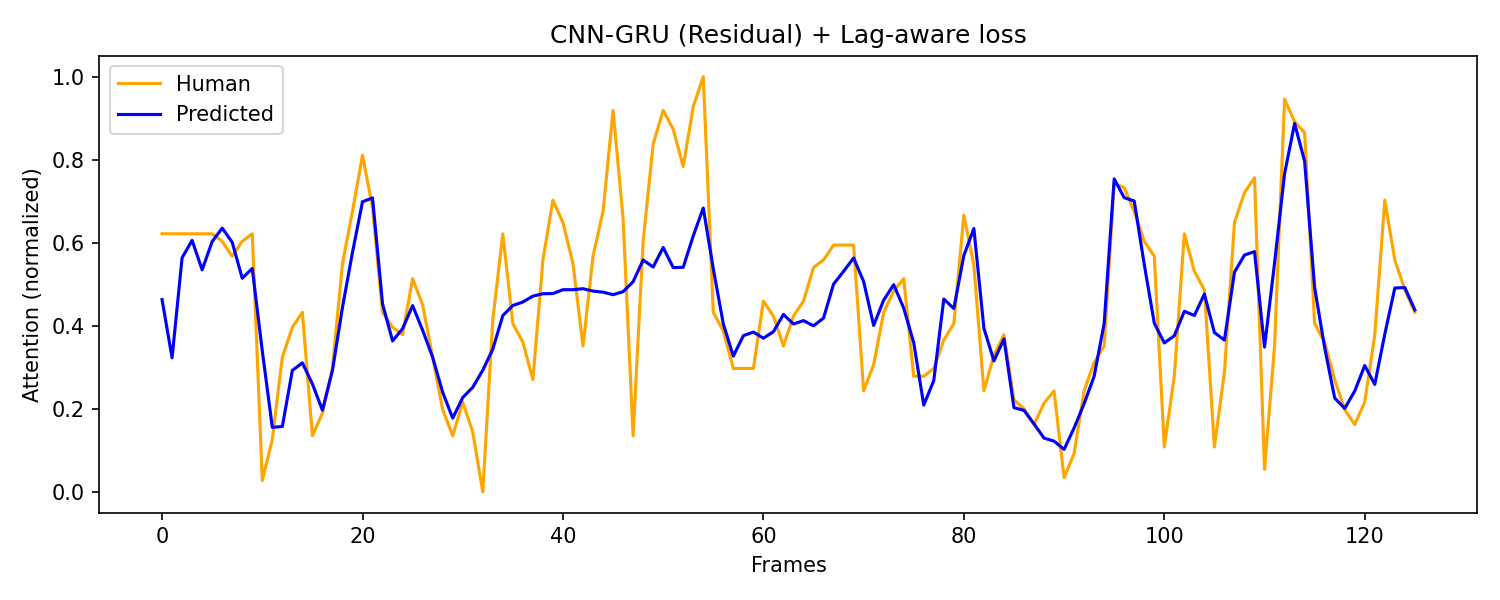 CNN-GRU (Residual) + Lag-aware loss
Human
Predicted
Attention (normalized)
1.0
0.8
0.6
0.4
0.2
0.0
0
20
40
60
80
100
120
Frames